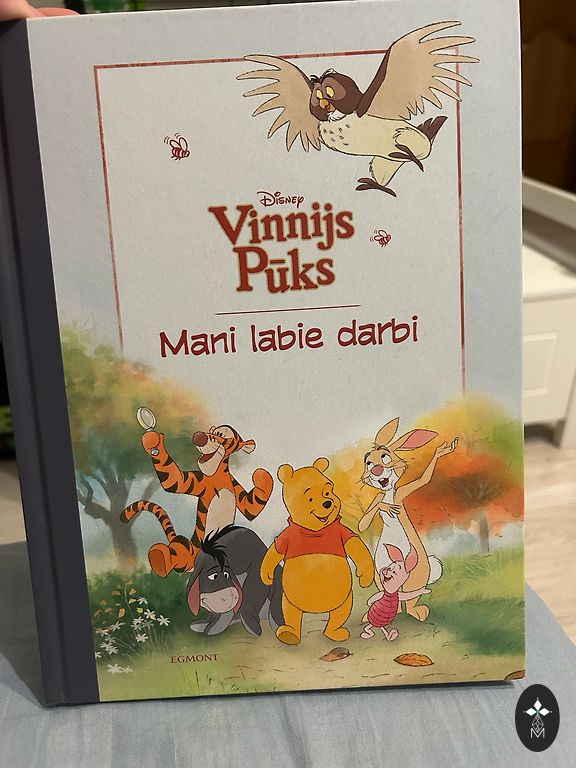 Disney
Vinnijs
Pūks
Mani labie darbi
EGMONT
M